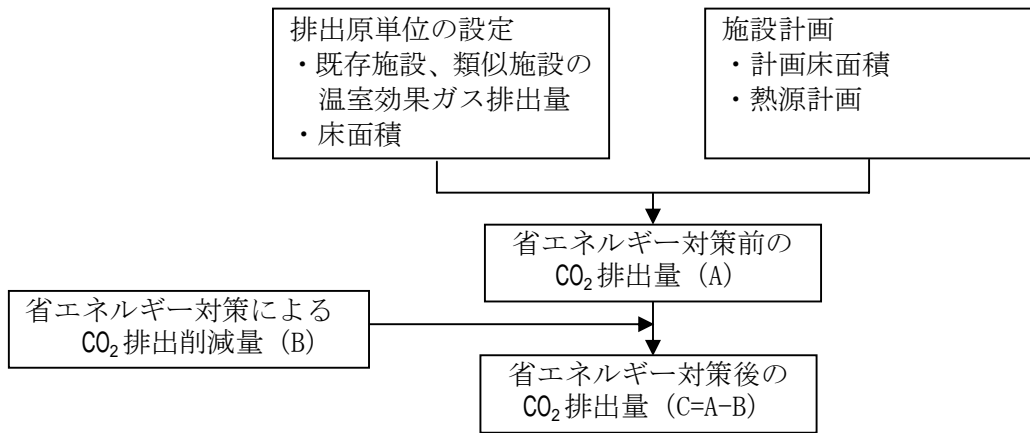 排出原単位の設定
・既存施設、類似施設の
温室効果ガス排出量
・床面積
施設計画
・計画床面積
・熱源計画
省エネルギー対策前の
CO₂排出量（A）
省エネルギー対策による
CO₂排出削減量（B）
省エネルギー対策後の
CO₂排出量（C=A-B）